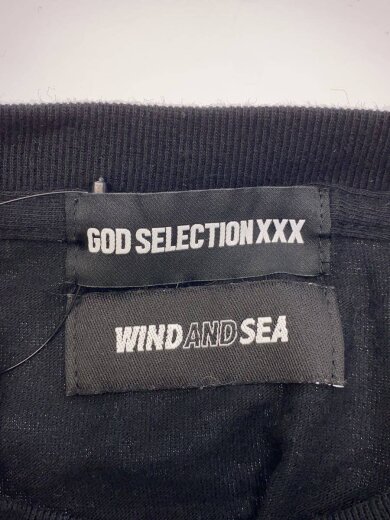 GOD SELECTION XXX
WIND AND SEA